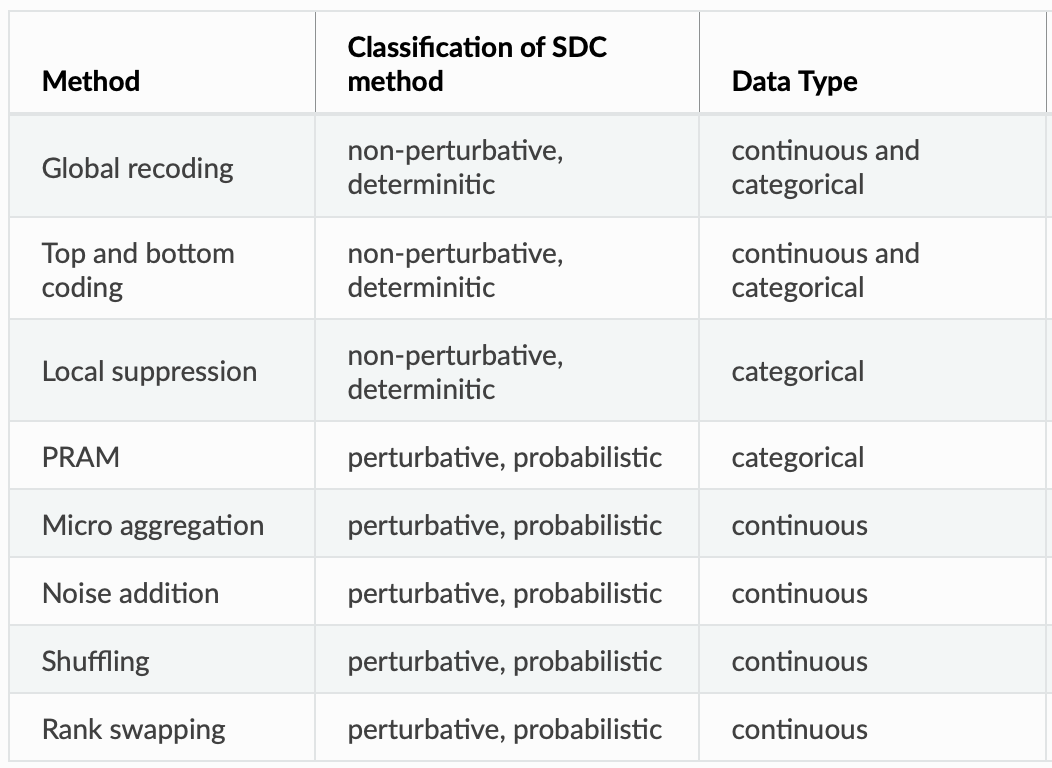 Method
Classification of SDC
method
Data Type
Global recoding
non-perturbative,
determinitic
continuous and
categorical
Top and bottom
coding
non-perturbative,
determinitic
continuous and
categorical
Local suppression
non-perturbative,
determinitic
categorical
PRAM
perturbative, probabilistic
categorical
Micro aggregation
perturbative, probabilistic
continuous
Noise addition
perturbative, probabilistic
continuous
Shuffling
perturbative, probabilistic
continuous
Rank swapping
perturbative, probabilistic
continuous